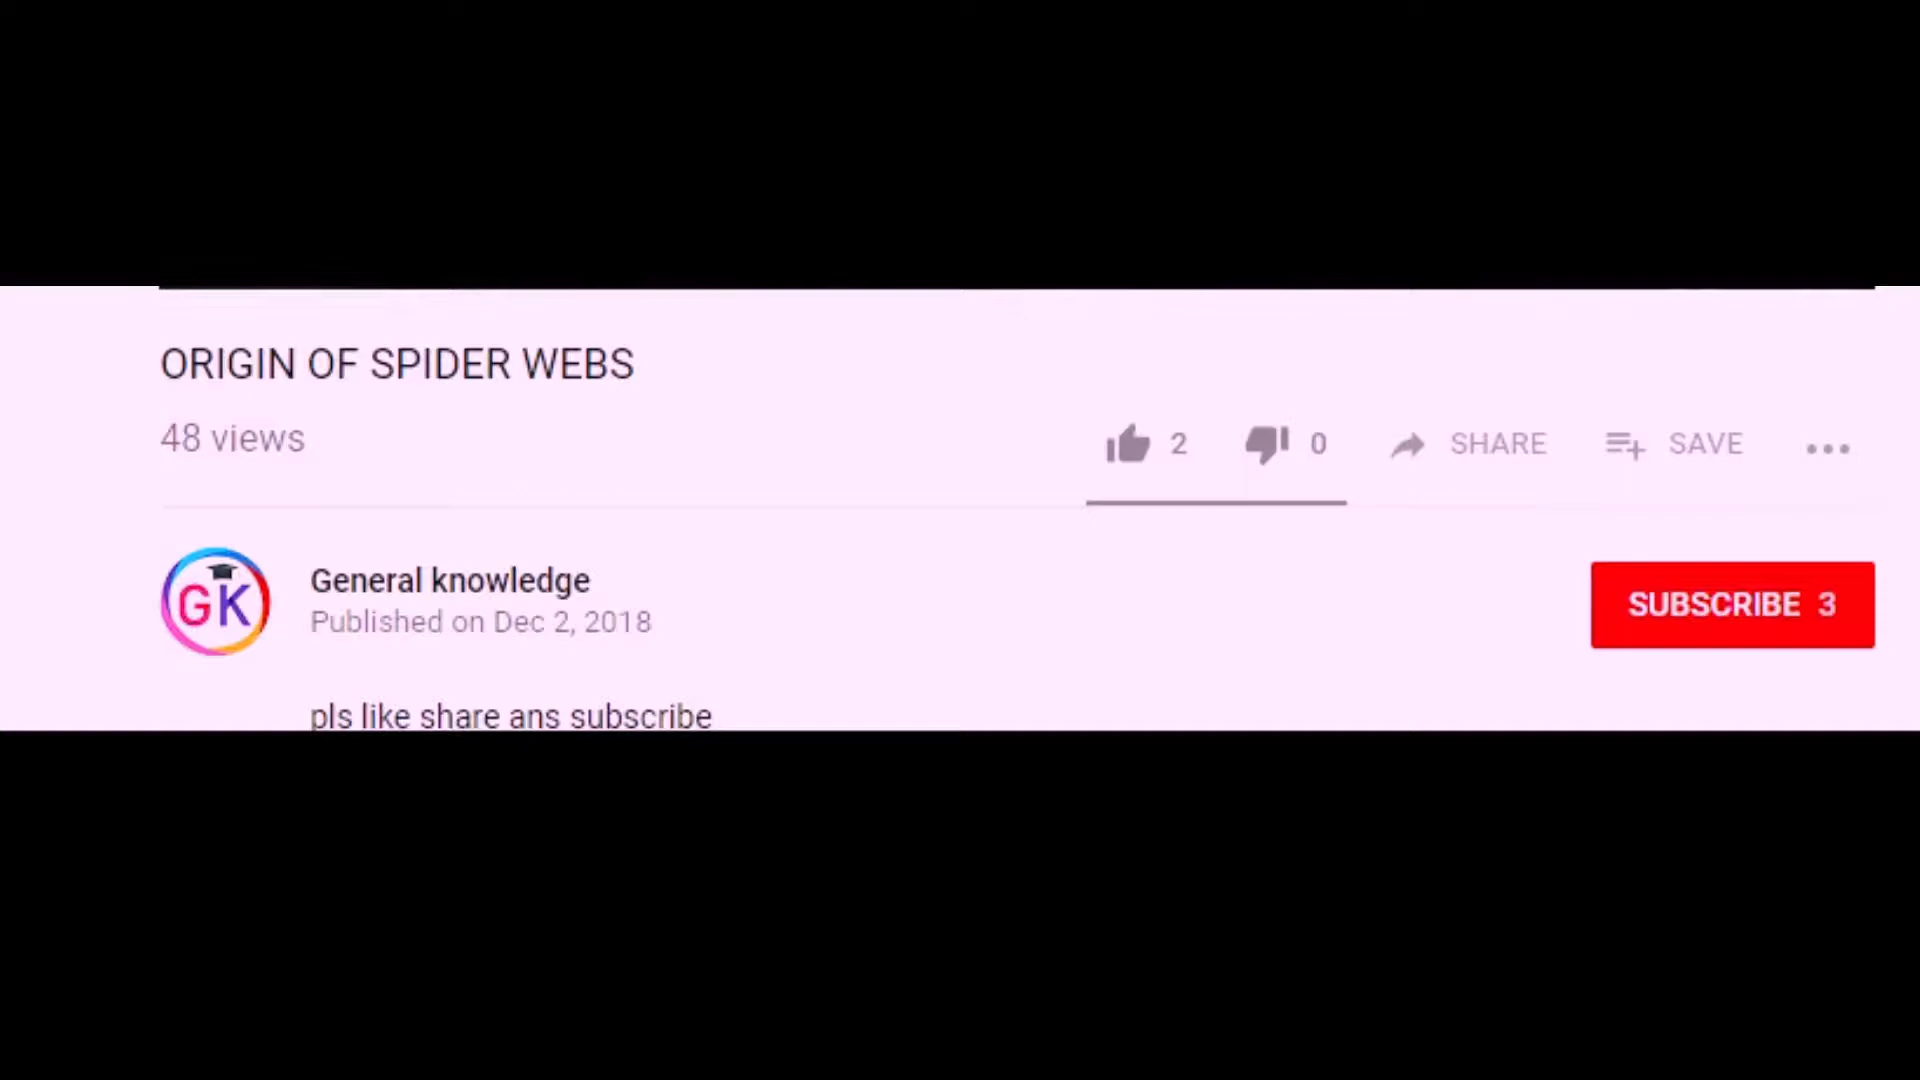 ORIGIN OF SPIDER WEBS
48 views
2 0 SHARE SAVE
GK
General knowledge
Published on Dec 2, 2018
SUBSCRIBE 3
pls like share ans subscribe